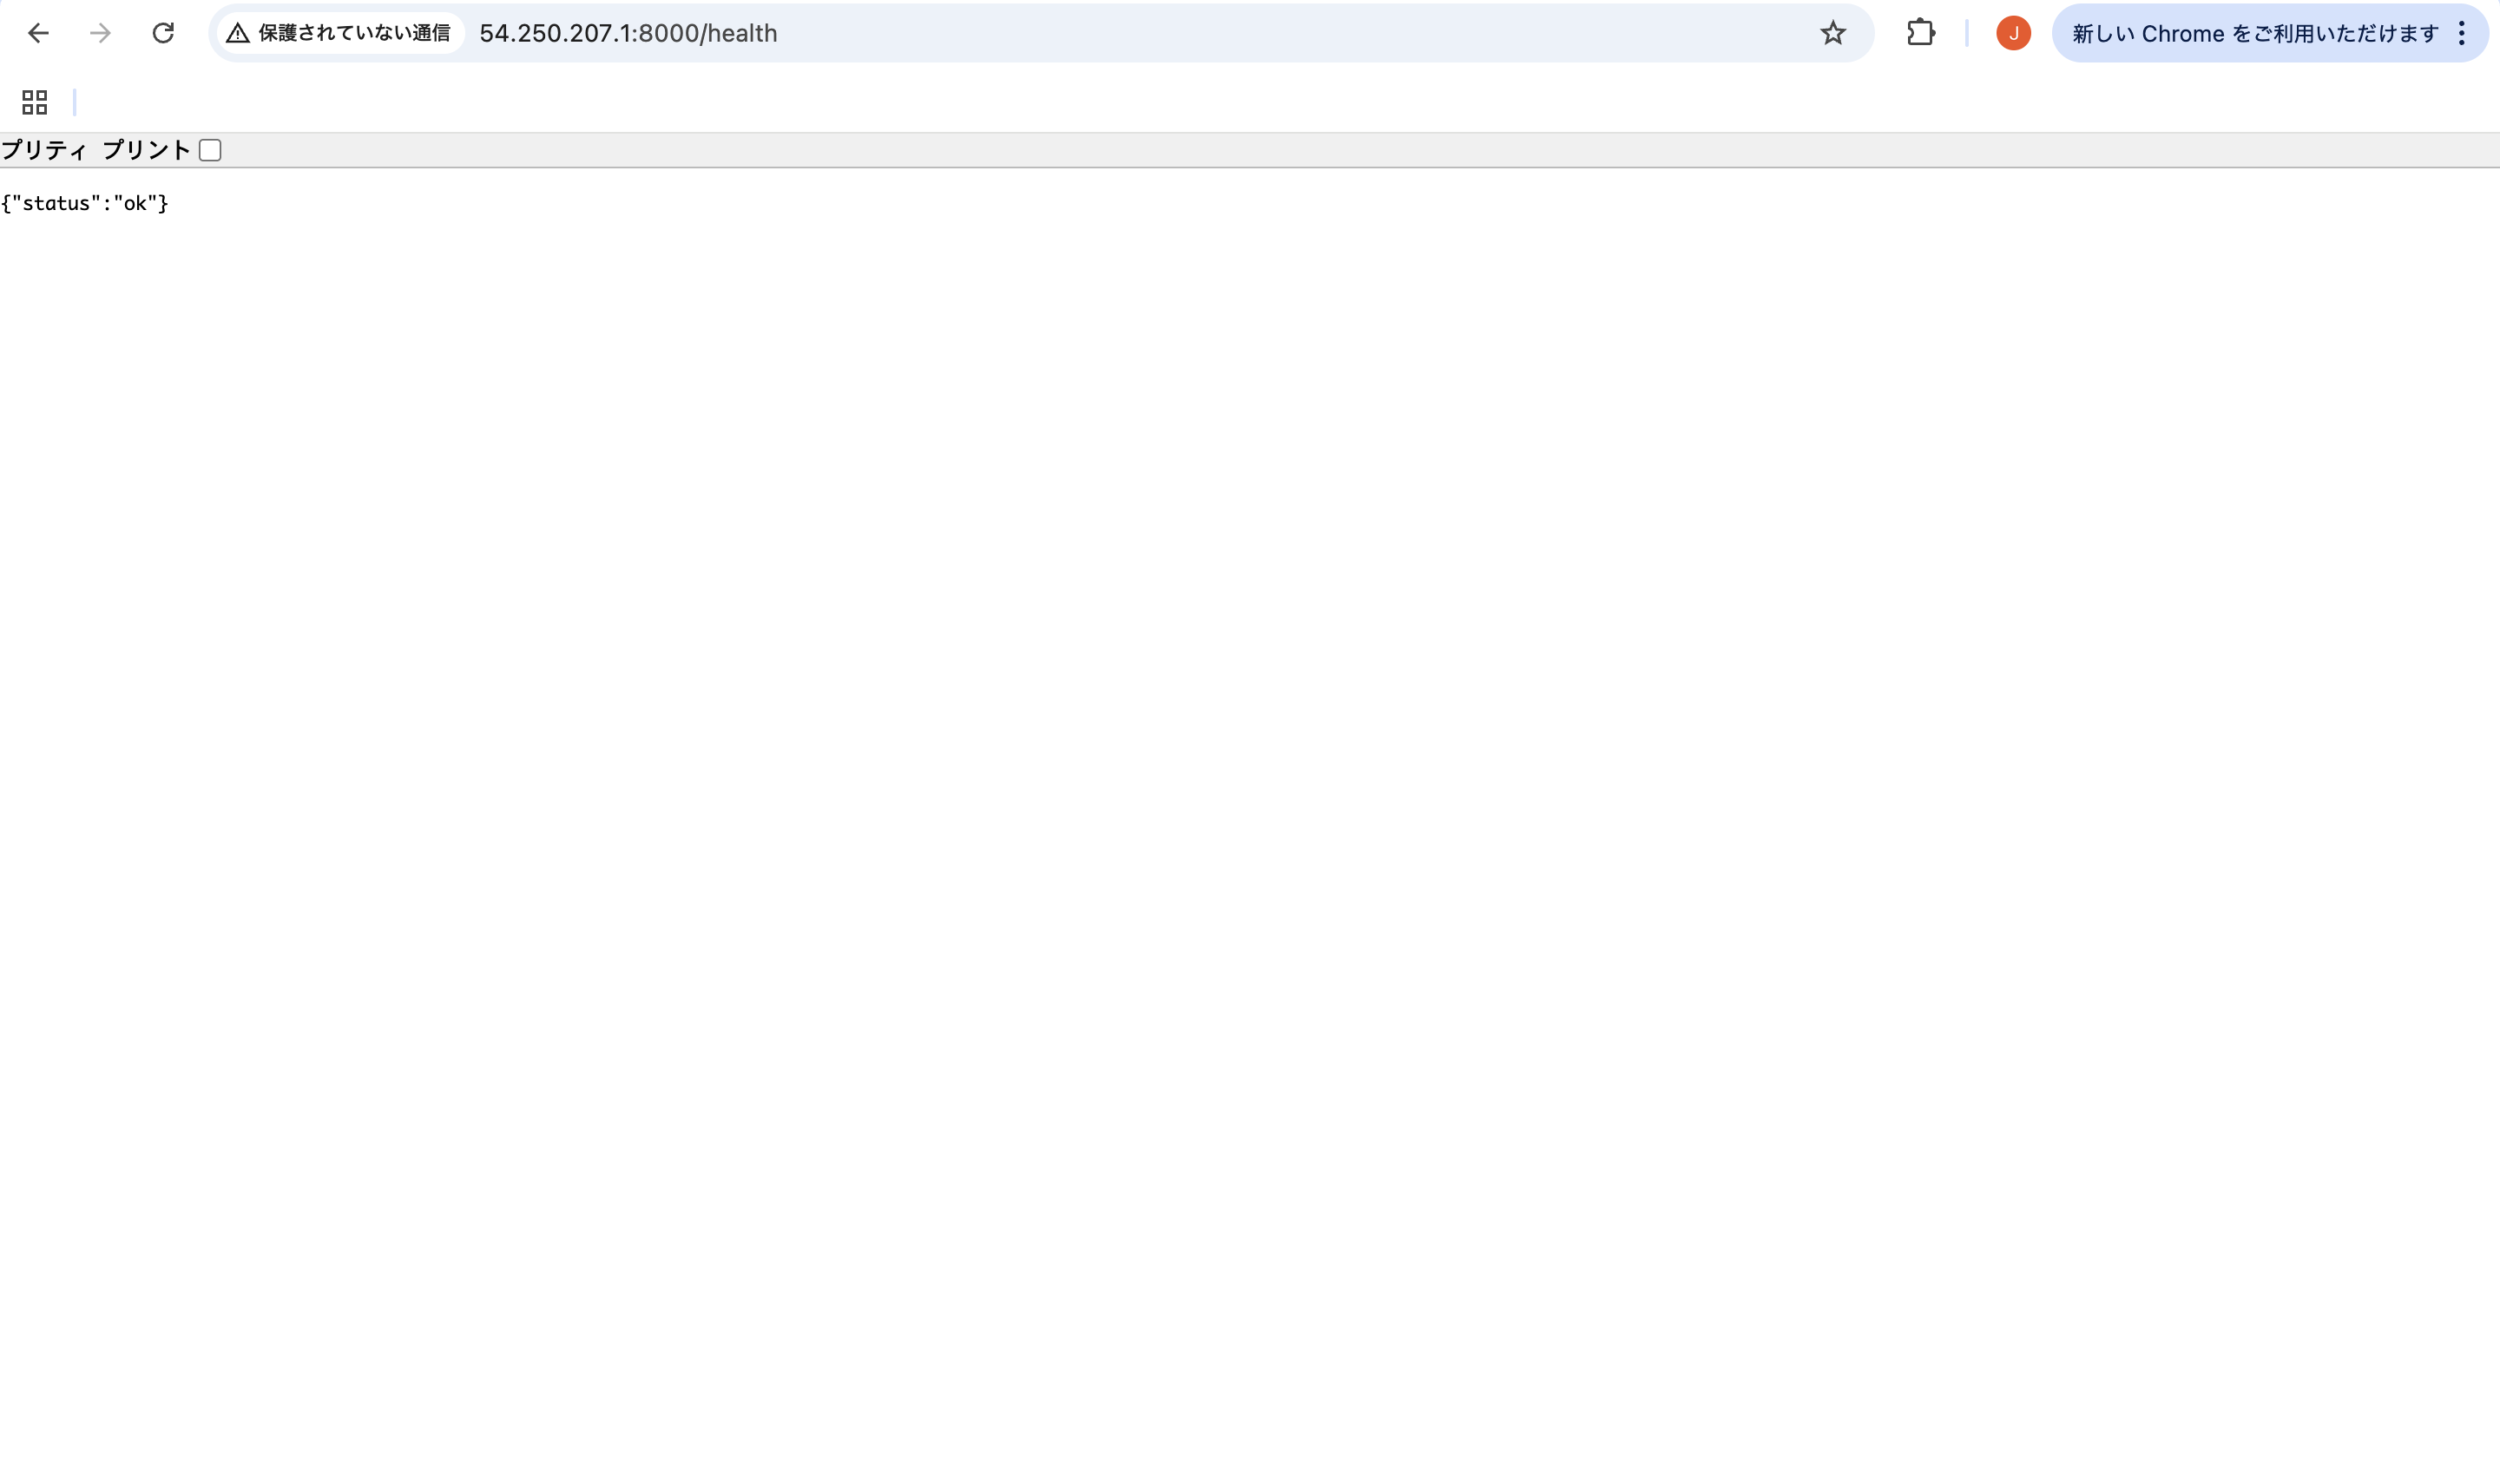 保護されていない通信 54.250.207.1:8000/health J 新しい Chrome をご利用いただけます
プリティ プリント
{"status":"ok"}